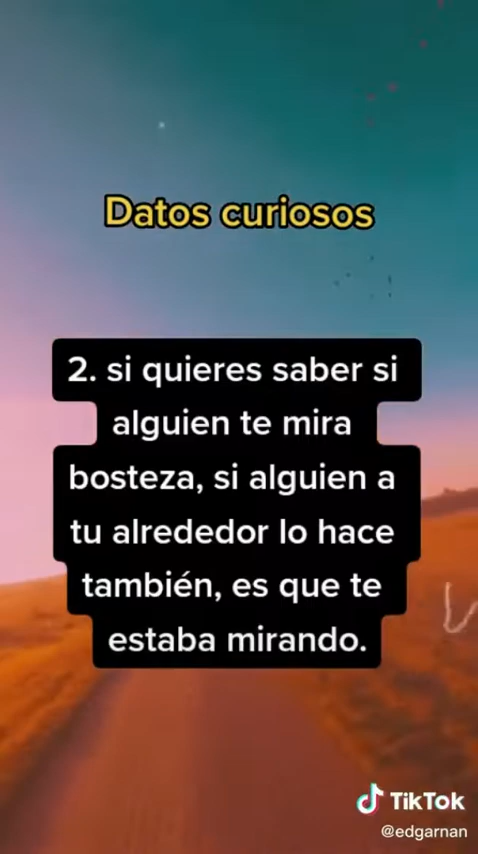 Datos curiosos
2. si quieres saber si
alguien te mira
bosteza, si alguien a
tu alrededor lo hace
también, es que te
estaba mirando.
TikTok
@edgarnan